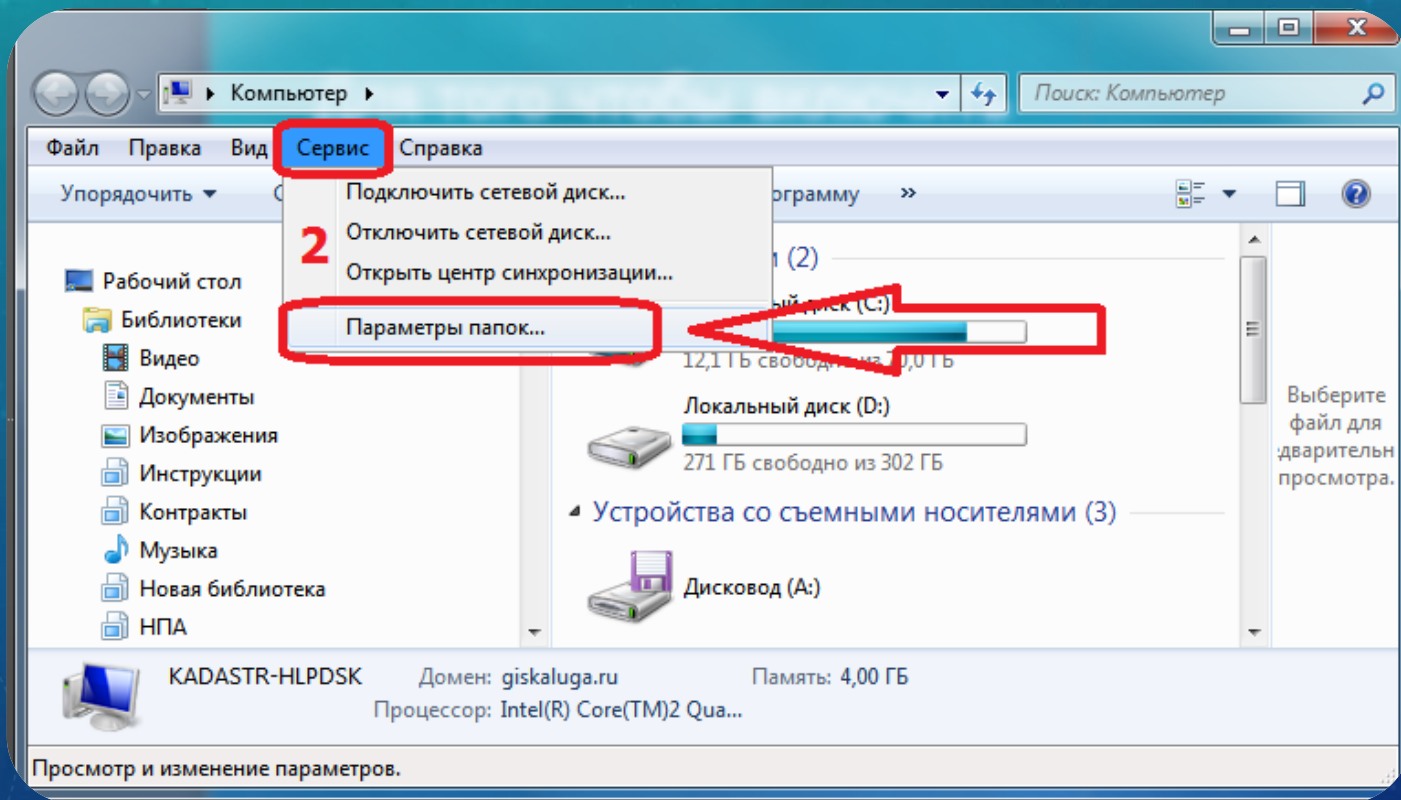 Компьютер
Поиск: Компьютер
Файл Правка Вид Сервис Справка
Упорядочить
ограмму »
Подключить сетевой диск...
2
Отключить сетевой диск...
Открыть центр синхронизации...
Параметры папок...
Рабочий стол
Библиотеки
Видео
Документы
Изображения
Инструкции
Контракты
Музыка
Новая библиотека
НПА
(2)
диск (C:)
12,1 ГБ свободно из
Локальный диск (D:)
271 ГБ свободно из 302 ГБ
Устройства со съемными носителями (3)
Дисковод (A:)
Выберите
файл для
дварительн
просмотра.
KADASTR-HLPDSK Домен: giskaluga.ru Память: 4,00 ГБ
Процессор: Intel(R) Core(TM)2 Qua...
Просмотр и изменение параметров.